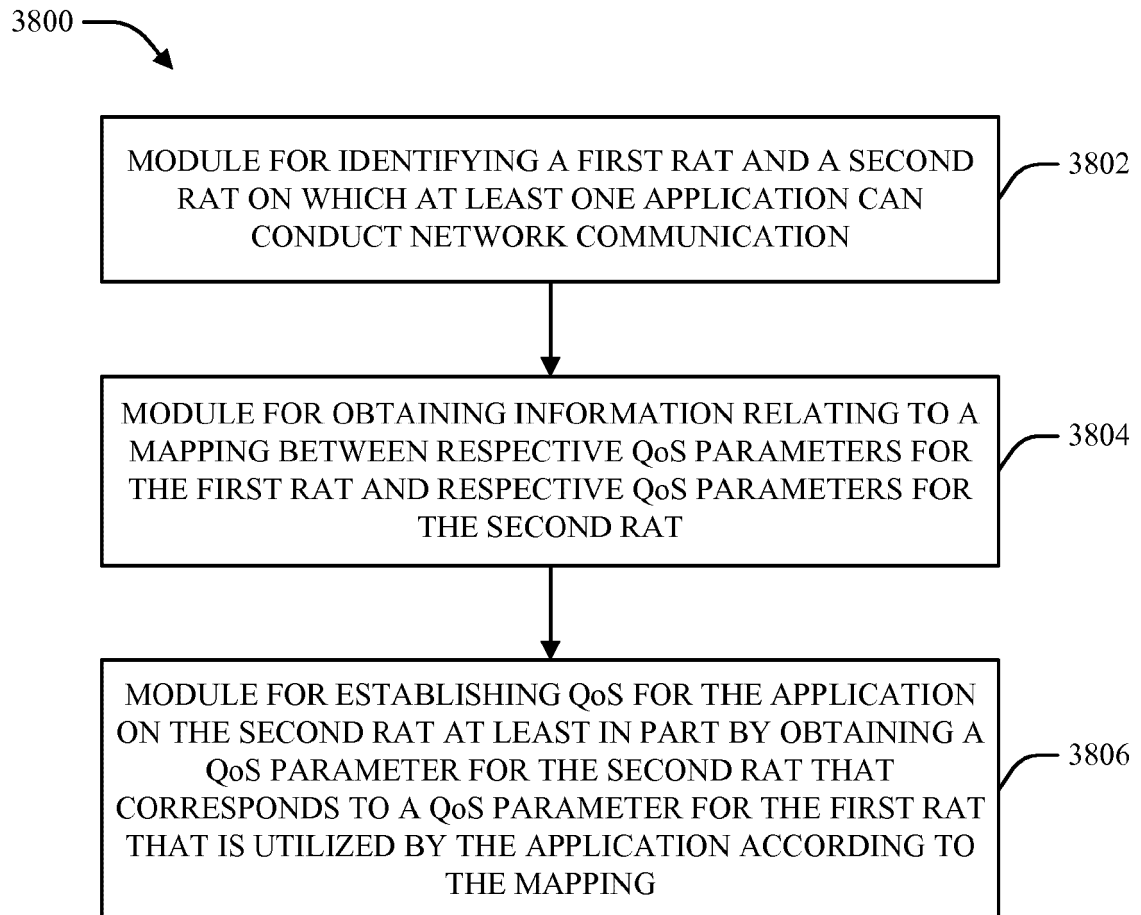 3800
MODULE FOR IDENTIFYING A FIRST RAT AND A SECOND
RAT ON WHICH AT LEAST ONE APPLICATION CAN
CONDUCT NETWORK COMMUNICATION
3802
MODULE FOR OBTAINING INFORMATION RELATING TO A
MAPPING BETWEEN RESPECTIVE QoS PARAMETERS FOR
THE FIRST RAT AND RESPECTIVE QoS PARAMETERS FOR
THE SECOND RAT
3804
MODULE FOR ESTABLISHING QoS FOR THE APPLICATION
ON THE SECOND RAT AT LEAST IN PART BY OBTAINING A
QoS PARAMETER FOR THE SECOND RAT THAT
CORRESPONDS TO A QoS PARAMETER FOR THE FIRST RAT
THAT IS UTILIZED BY THE APPLICATION ACCORDING TO
THE MAPPING
3806